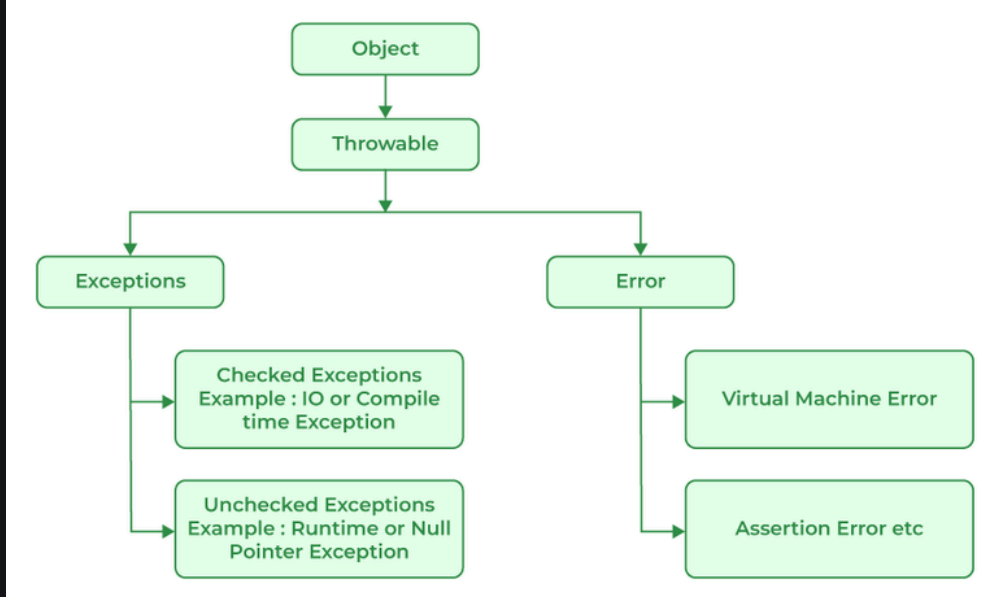 Object
Throwable
Exceptions
Error
Checked Exceptions
Example : IO or Compile
time Exception
Virtual Machine Error
Unchecked Exceptions
Example : Runtime or Null
Pointer Exception
Assertion Error etc